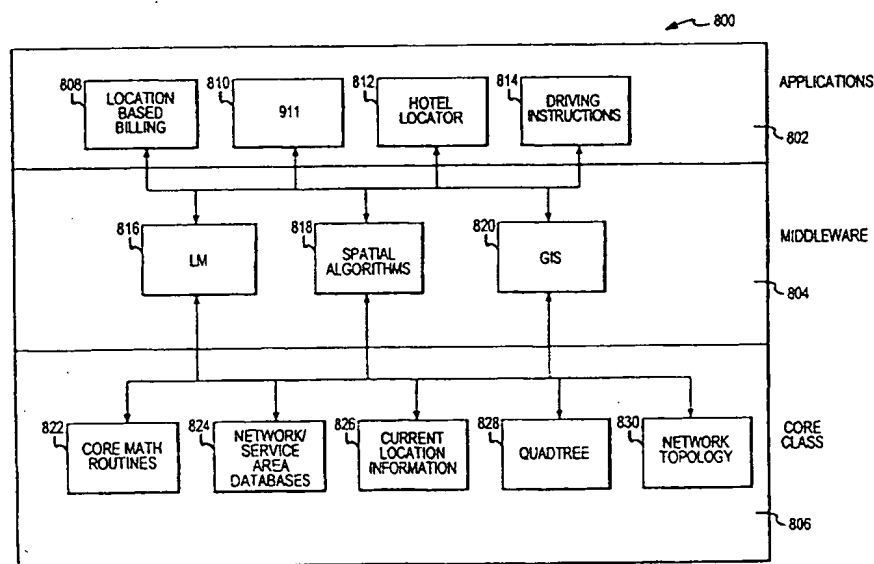 800
APPLICATIONS
808
LOCATION
BASED
BILLING
810
911
812
HOTEL
LOCATOR
814
DRIVING
INSTRUCTIONS
802
MIDDLEWARE
816
LM
818
SPATIAL
ALGORITHMS
820
GIS
804
CORE
CLASS
822
CORE MATH
ROUTINES
824
NETWORK/
SERVICE
AREA
DATABASES
826
CURRENT
LOCATION
INFORMATION
828
QUADTREE
830
NETWORK
TOPOLOGY
806